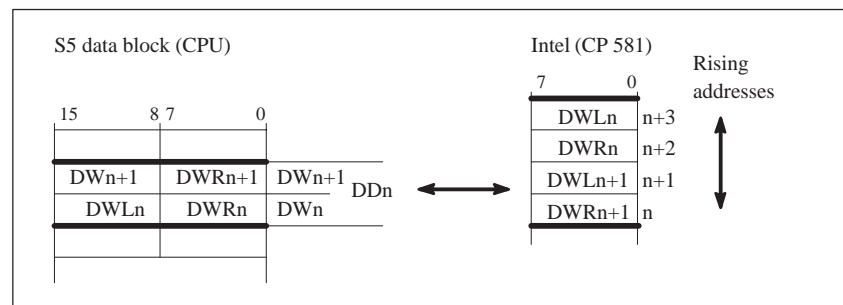 S5 data block (CPU)
Intel (CP 581)
Rising
addresses
15 8 7 0
7 0
DWn+1 DWRn+1 DWn+1
DWLn DWRn DWn
DDn
DWLn n+3
DWRn n+2
DWLn+1 n+1
DWRn+1 n